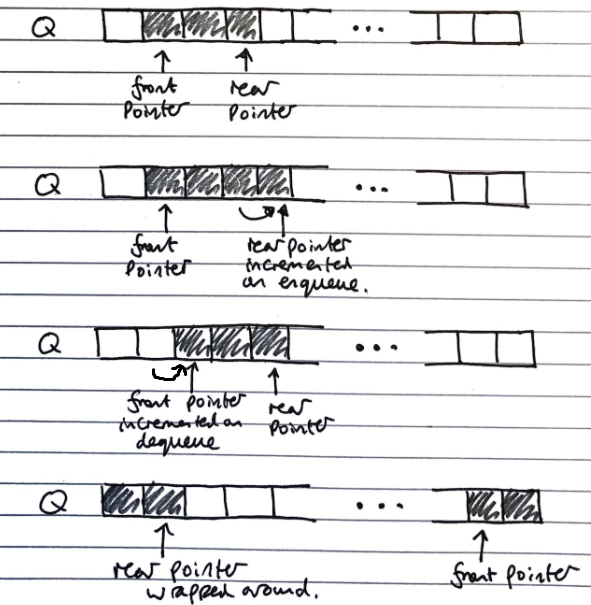 Q ...
front rear
pointer pointer
Q ...
front rear pointer
pointer incremented
on enqueue.
Q ...
front pointer rear
incremented on pointer
dequeue
Q ...
rear pointer front pointer
wrapped around.